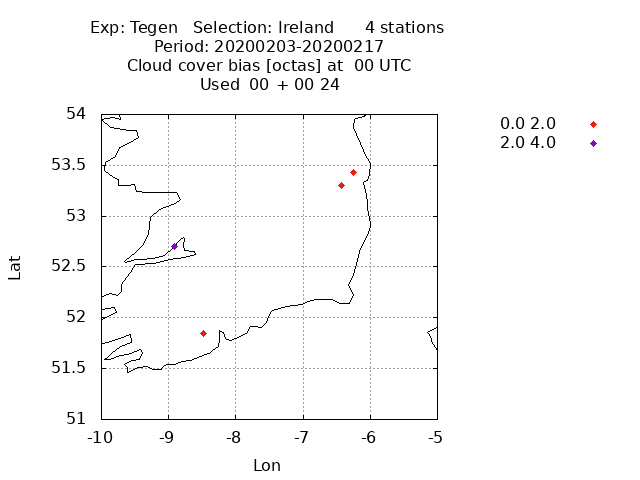 Exp: Tegen   Selection: Ireland      4 stations
Period: 20200203-20200217
Cloud cover bias [octas] at  00 UTC
Used  00 + 00 24
0.0 2.0
2.0 4.0
54
53.5
53
52.5
52
51.5
51
-10 -9 -8 -7 -6 -5
Lat
Lon